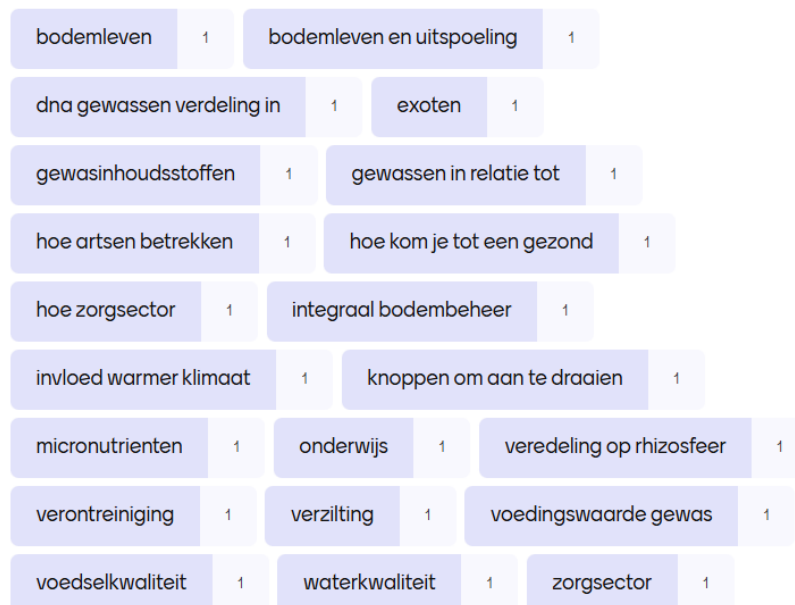 bodemleven 1 bodemleven en uitspoeling 1
dna gewassen verdeling in 1 exoten 1
gewasinhoudsstoffen 1 gewassen in relatie tot 1
hoe artsen betrekken 1 hoe kom je tot een gezond 1
hoe zorgsector 1 integraal bodembeheer 1
invloed warmer klimaat 1 knoppen om aan te draaien 1
micronutrienten 1 onderwijs 1 veredeling op rhizosfeer 1
verontreiniging 1 verzilting 1 voedingswaarde gewas 1
voedselkwaliteit 1 waterkwaliteit 1 zorgsector 1